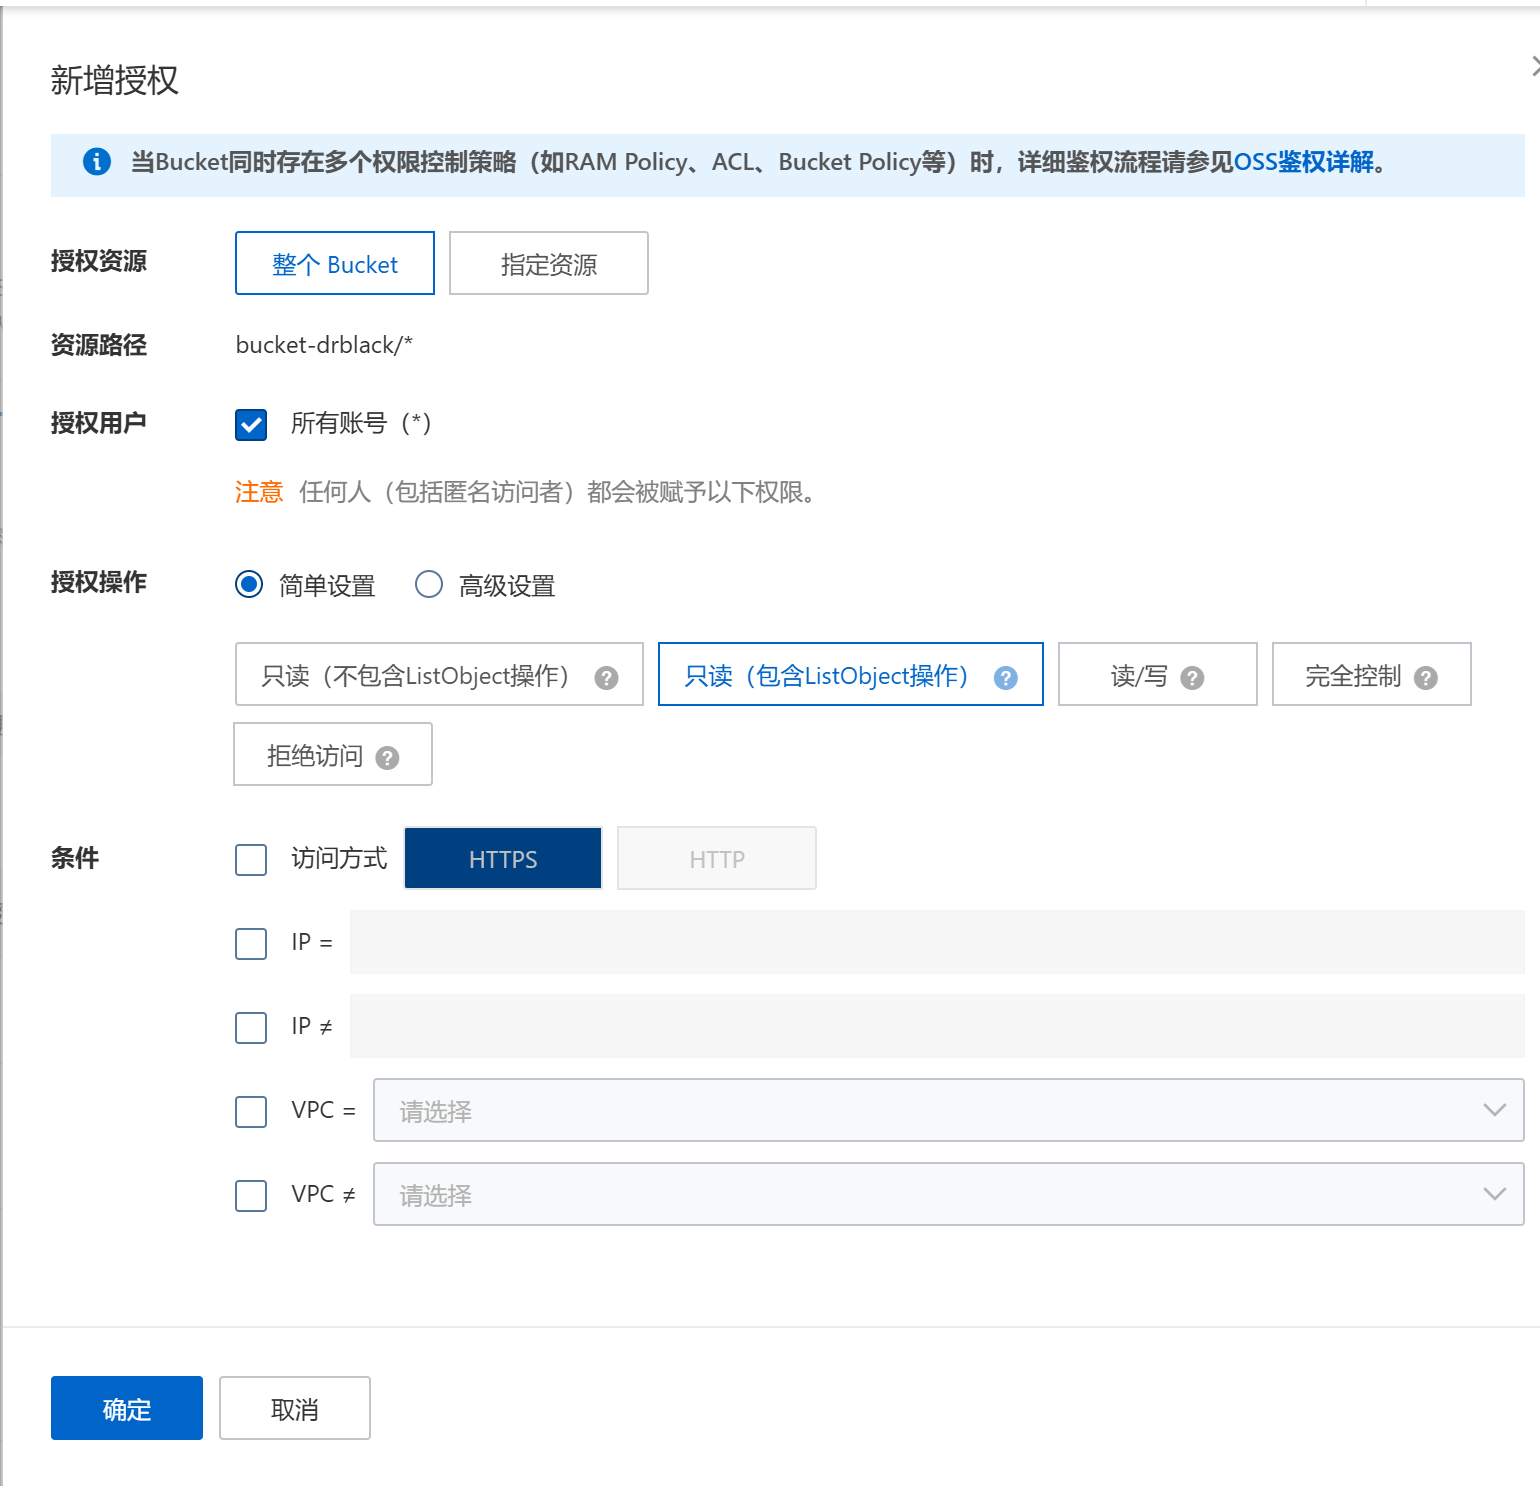 新增授权
当Bucket同时存在多个权限控制策略（如RAM Policy、ACL、Bucket Policy等）时，详细鉴权流程请参见OSS鉴权详解。
授权资源 整个 Bucket 指定资源
资源路径 bucket-drblack/*
授权用户 所有账号（*）
注意 任何人（包括匿名访问者）都会被赋予以下权限。
授权操作 简单设置 高级设置
只读（不包含ListObject操作） ? 只读（包含ListObject操作） ? 读/写 ? 完全控制 ?
拒绝访问 ?
条件 访问方式 HTTPS HTTP
IP =
IP ≠
VPC = 请选择
VPC ≠ 请选择
确定 取消